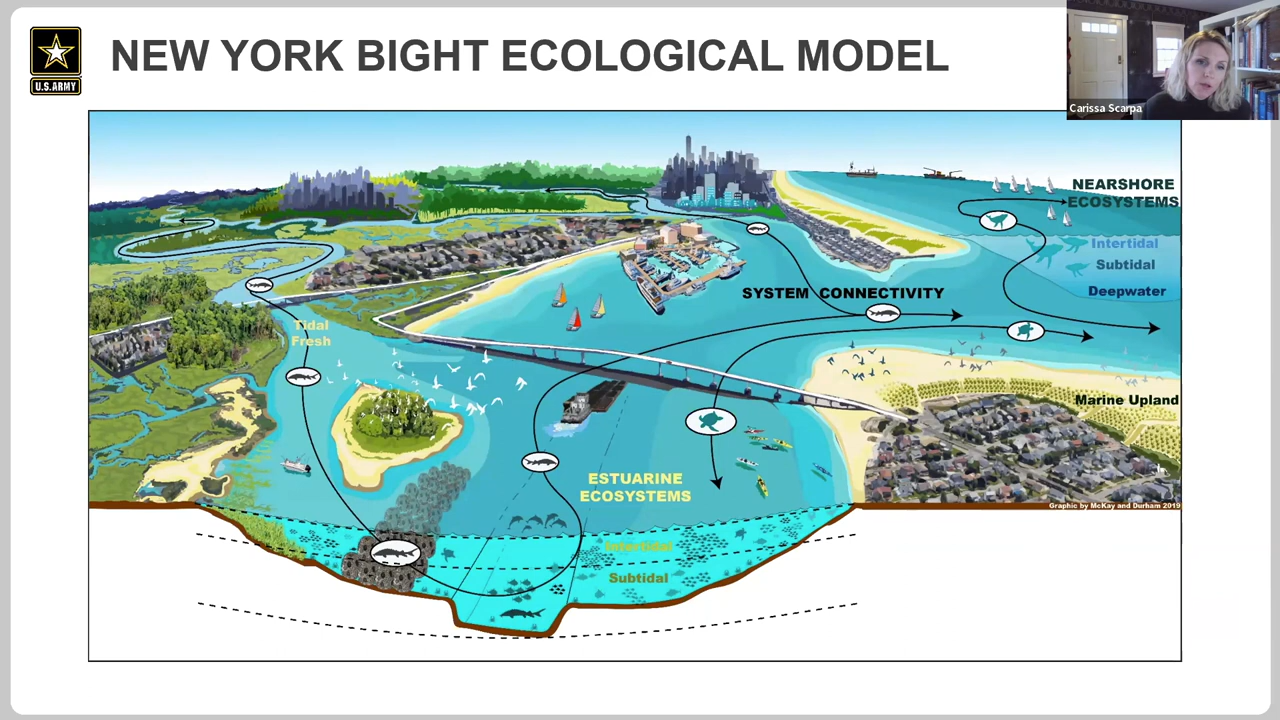 NEW YORK BIGHT ECOLOGICAL MODEL
U.S.ARMY
Carissa Scarpa
NEARSHORE
ECOSYSTEMS
Intertidal
Subtidal
Deepwater
SYSTEM CONNECTIVITY
Tidal
Fresh
Marine Upland
ESTUARINE
ECOSYSTEMS
Graphic by McKay and Durham 2019
Intertidal
Subtidal